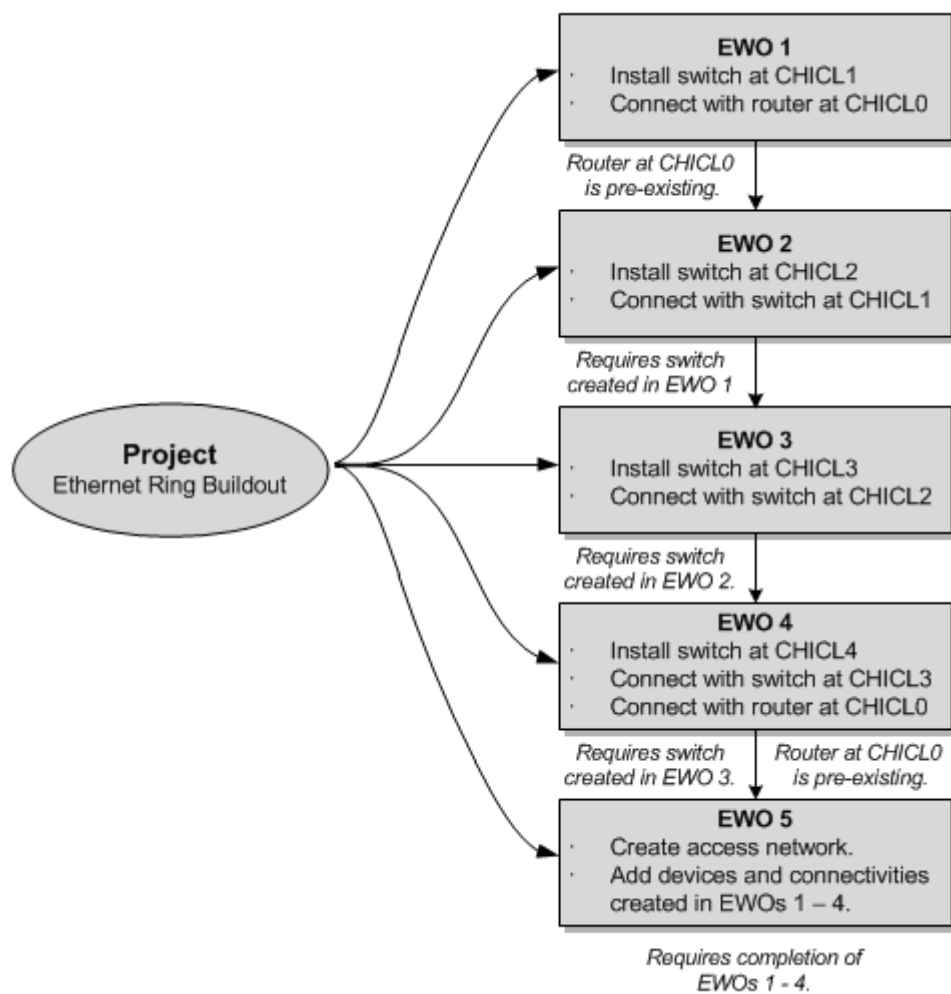 Project
Ethernet Ring Buildout
EWO 1
· Install switch at CHICL1
· Connect with router at CHICL0
Router at CHICL0
is pre-existing.
EWO 2
· Install switch at CHICL2
· Connect with switch at CHICL1
Requires switch
created in EWO 1
EWO 3
· Install switch at CHICL3
· Connect with switch at CHICL2
Requires switch
created in EWO 2.
EWO 4
· Install switch at CHICL4
· Connect with switch at CHICL3
· Connect with router at CHICL0
Requires switch
created in EWO 3.
Router at CHICL0
is pre-existing.
EWO 5
· Create access network.
· Add devices and connectivities
created in EWOs 1 – 4.
Requires completion of
EWOs 1 - 4.